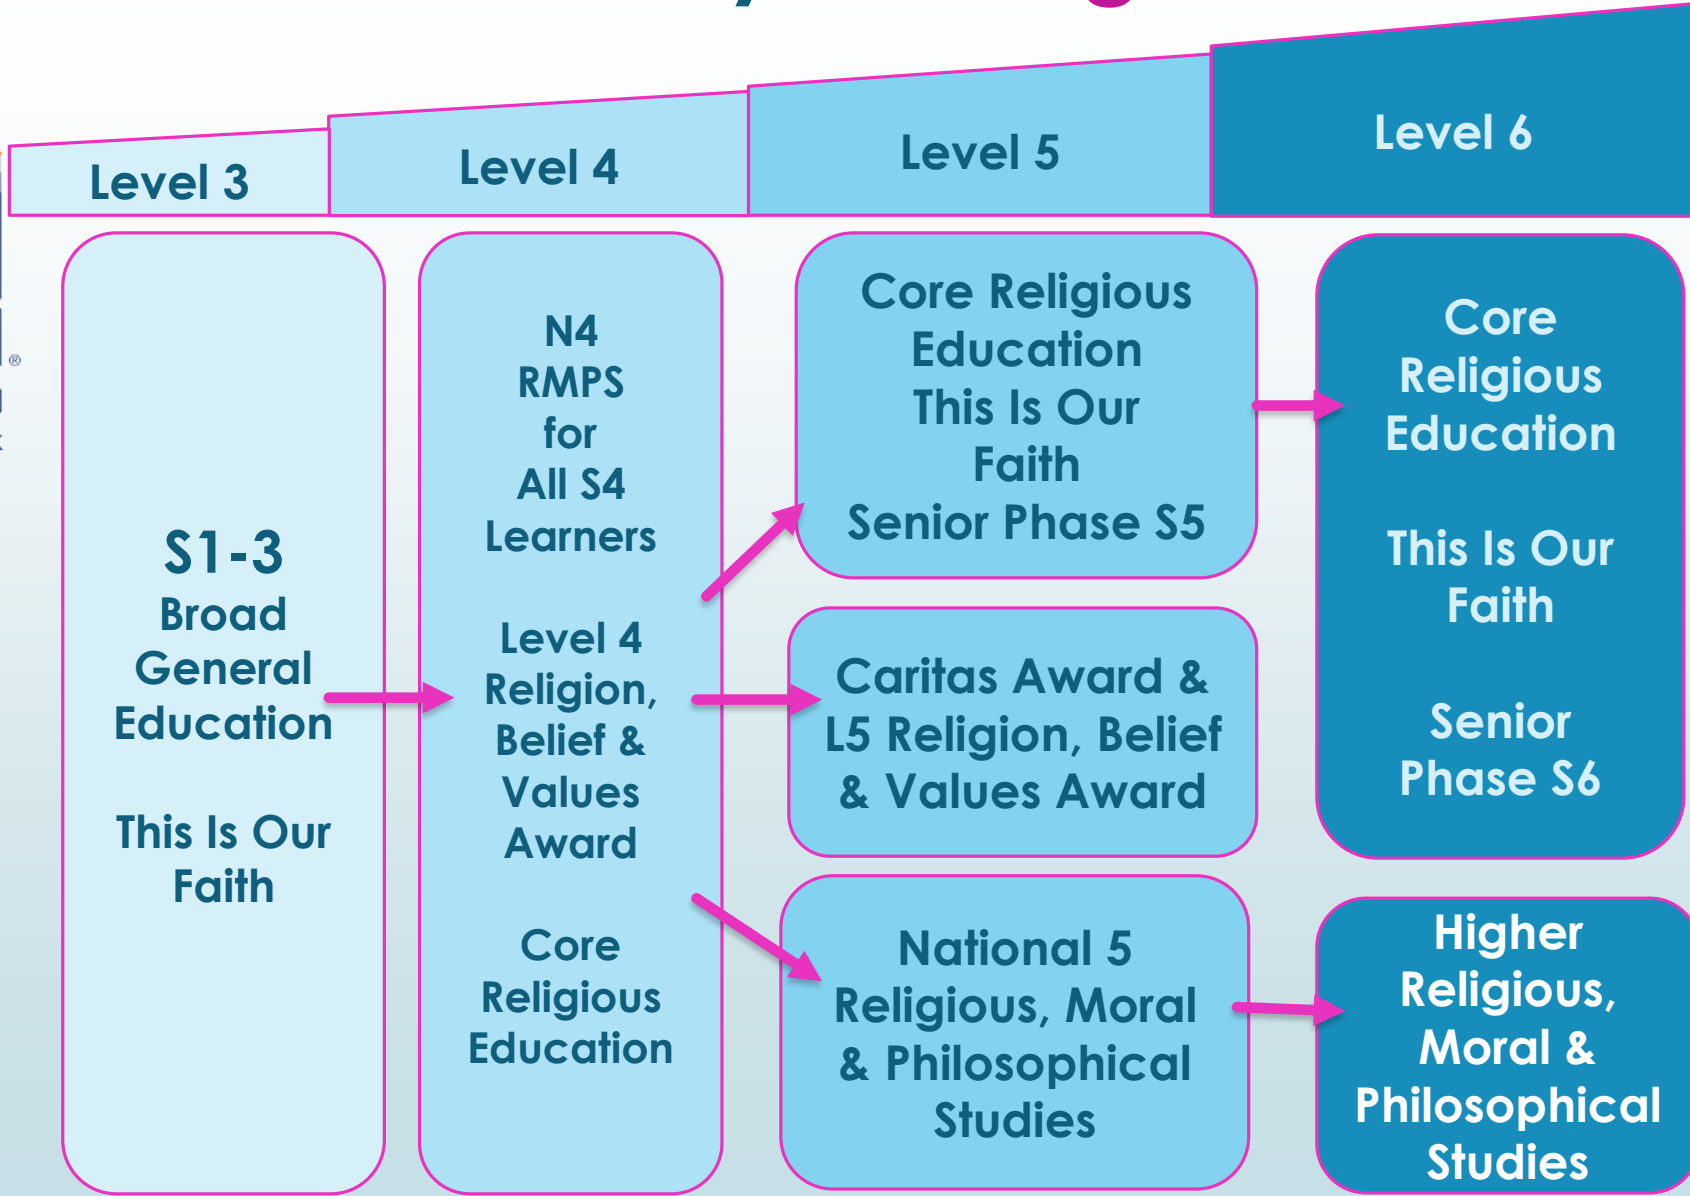 Level 3
Level 4
Level 5
Level 6
S1-3
Broad
General
Education
This Is Our
Faith
N4
RMPS
for
All S4
Learners
Level 4
Religion,
Belief &
Values
Award
Core
Religious
Education
Core Religious
Education
This Is Our
Faith
Senior Phase S5
Caritas Award &
L5 Religion, Belief
& Values Award
National 5
Religious, Moral
& Philosophical
Studies
Core
Religious
Education
This Is Our
Faith
Senior
Phase S6
Higher
Religious,
Moral &
Philosophical
Studies